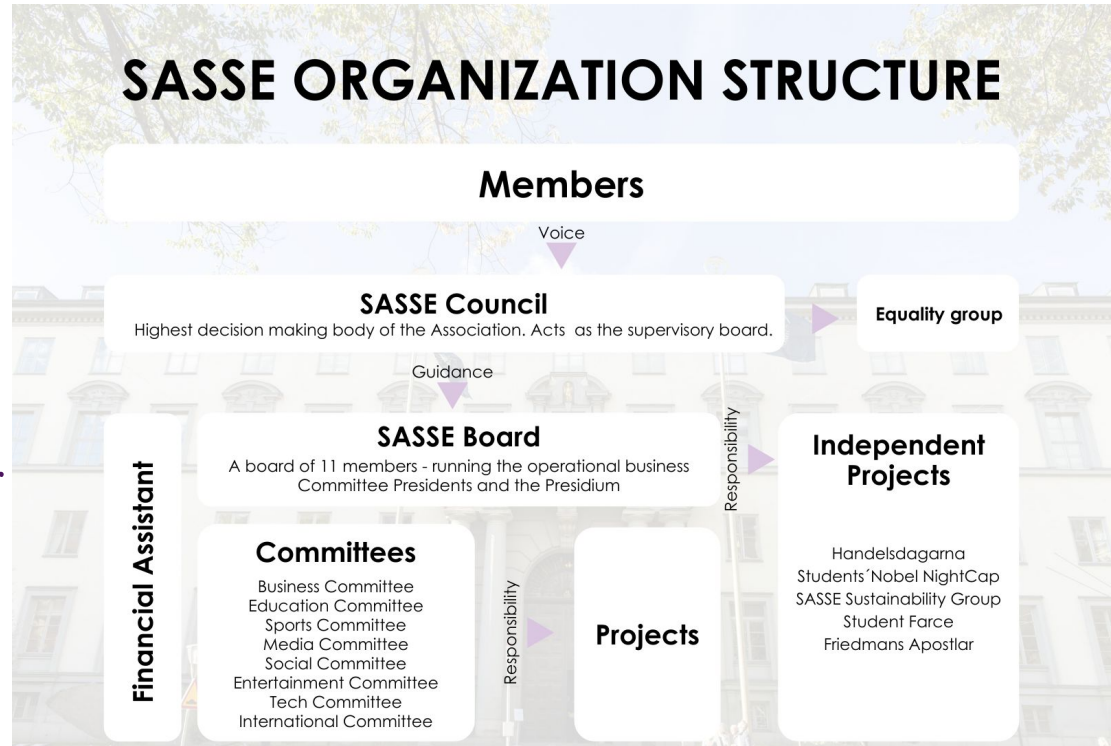 SASSE ORGANIZATION STRUCTURE
Members
Voice
SASSE Council
Highest decision making body of the Association. Acts  as the supervisory board.
Equality group
Guidance
Financial Assistant
SASSE Board
A board of 11 members - running the operational business
Committee Presidents and the Presidium
Responsibility
Independent
Projects
Handelsdagarna
Students´Nobel NightCap
SASSE Sustainability Group
Student Farce
Friedmans Apostlar
Committees
Business Committee
Education Committee
Sports Committee
Media Committee
Social Committee
Entertainment Committee
Tech Committee
International Committee
Responsibility
Projects